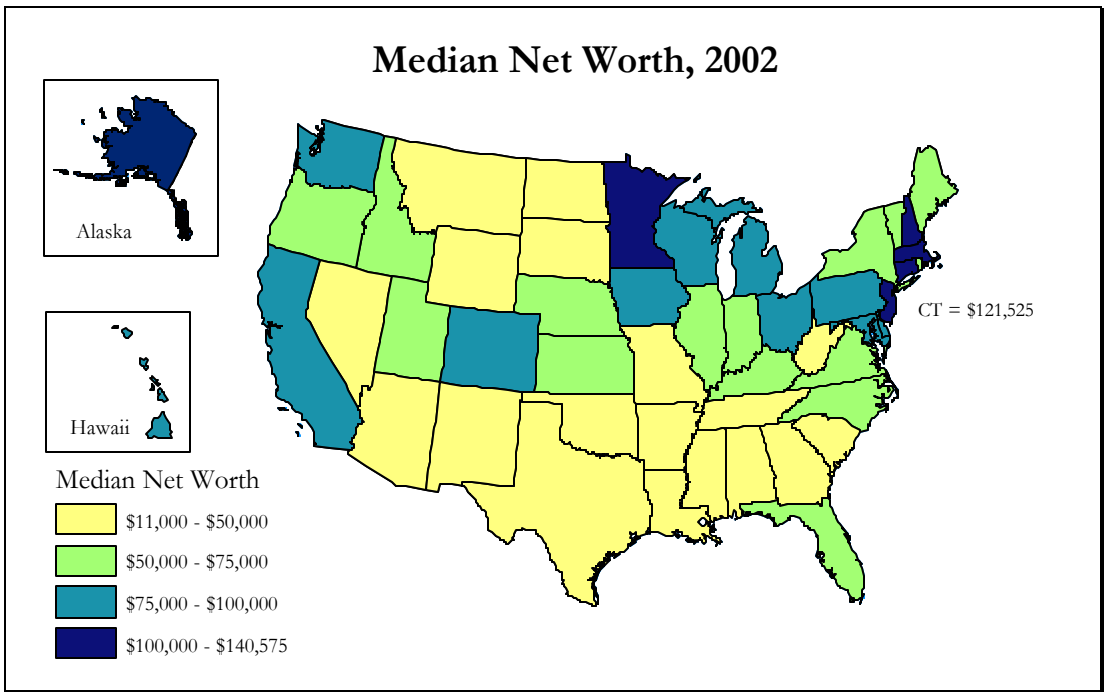 Median Net Worth, 2002
Alaska
CT = $121,525
Hawaii
Median Net Worth
$11,000 - $50,000
$50,000 - $75,000
$75,000 - $100,000
$100,000 - $140,575